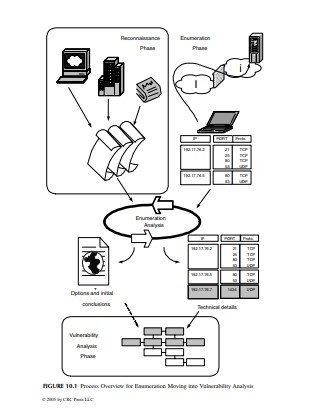 Reconnaissance
Phase
Enumeration
Phase
I
i
IP PORT Proto.
192.17.76.2 21 TCP
25 TCP
80 TCP
53 UDP
192.17.76.5 80 TCP
53 UDP
Enumeration
Analysis
IP PORT Proto.
192.17.76.2 21 TCP
25 TCP
80 TCP
53 UDP
192.17.76.5 80 TCP
53 UDP
192.17.76.7 1434 UDP
Options and initial
conclusions
Technical details
Vulnerability
Analysis
Phase
FIGURE 10.1 Process Overview for Enumeration Moving into Vulnerability Analysis
© 2005 by CRC Press LLC